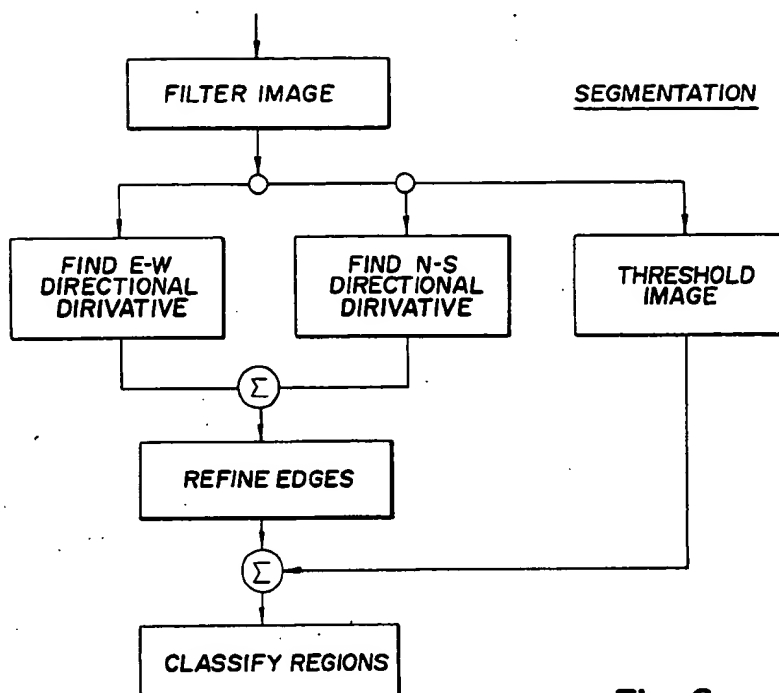 FILTER IMAGE
SEGMENTATION
FIND E-W
DIRECTIONAL
DIRIVATIVE
FIND N-S
DIRECTIONAL
DIRIVATIVE
THRESHOLD
IMAGE
Σ
REFINE EDGES
Σ
CLASSIFY REGIONS